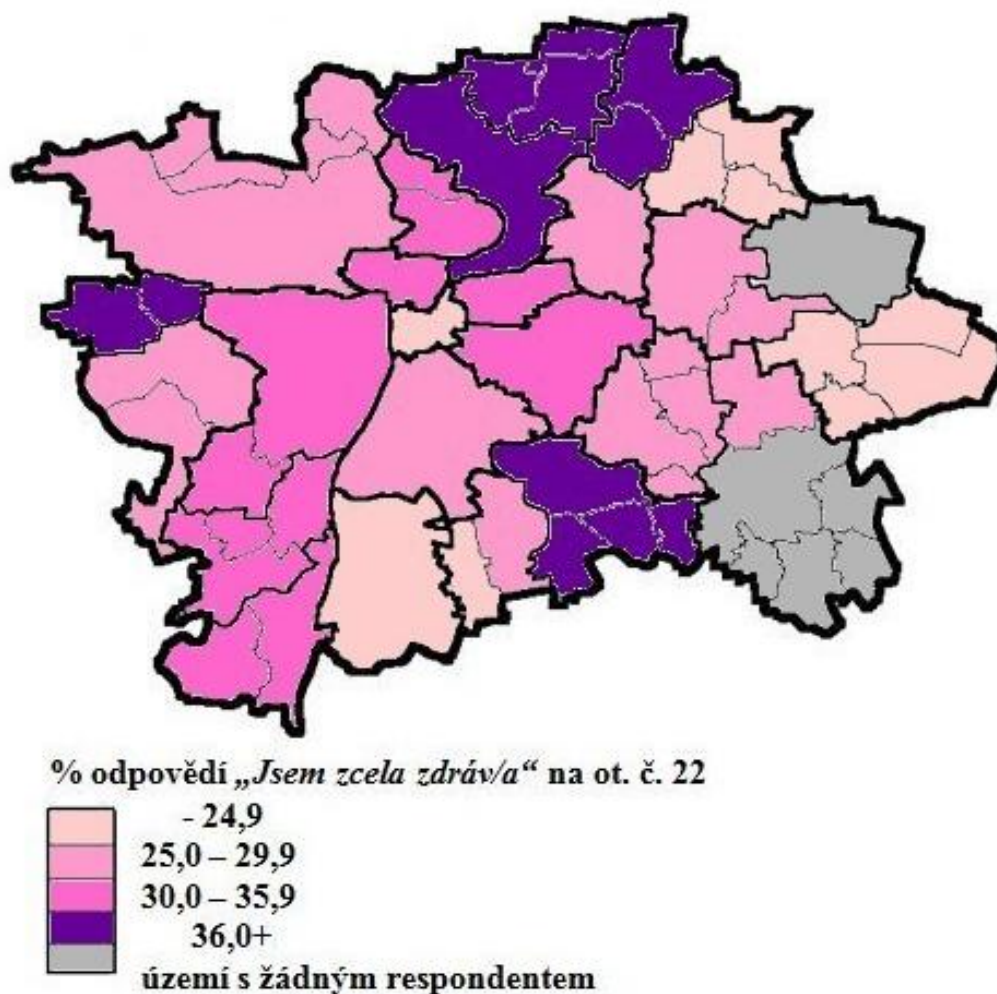 % odpovědí „Jsem zcela zdráv/a“ na ot. č. 22
- 24,9
25,0 – 29,9
30,0 – 35,9
36,0+
území s žádným respondentem